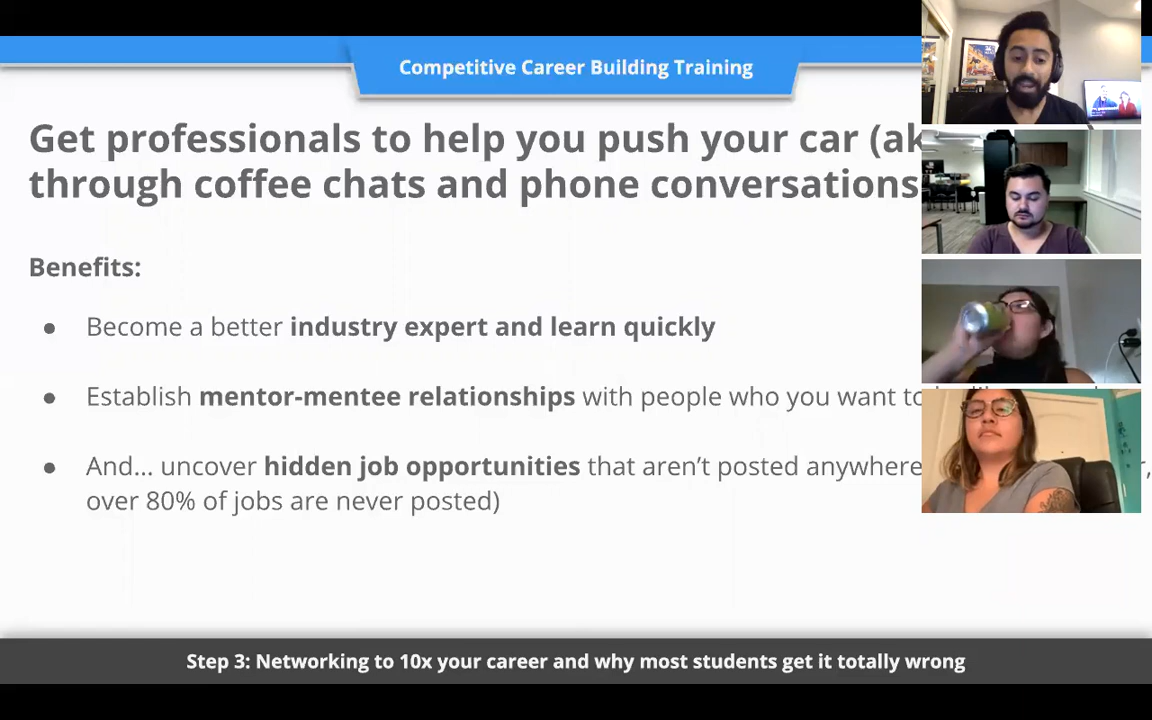 Competitive Career Building Training
Get professionals to help you push your car (ak
through coffee chats and phone conversations
Benefits:
● Become a better industry expert and learn quickly
● Establish mentor-mentee relationships with people who you want to
● And... uncover hidden job opportunities that aren't posted anywhere
over 80% of jobs are never posted)
Step 3: Networking to 10x your career and why most students get it totally wrong